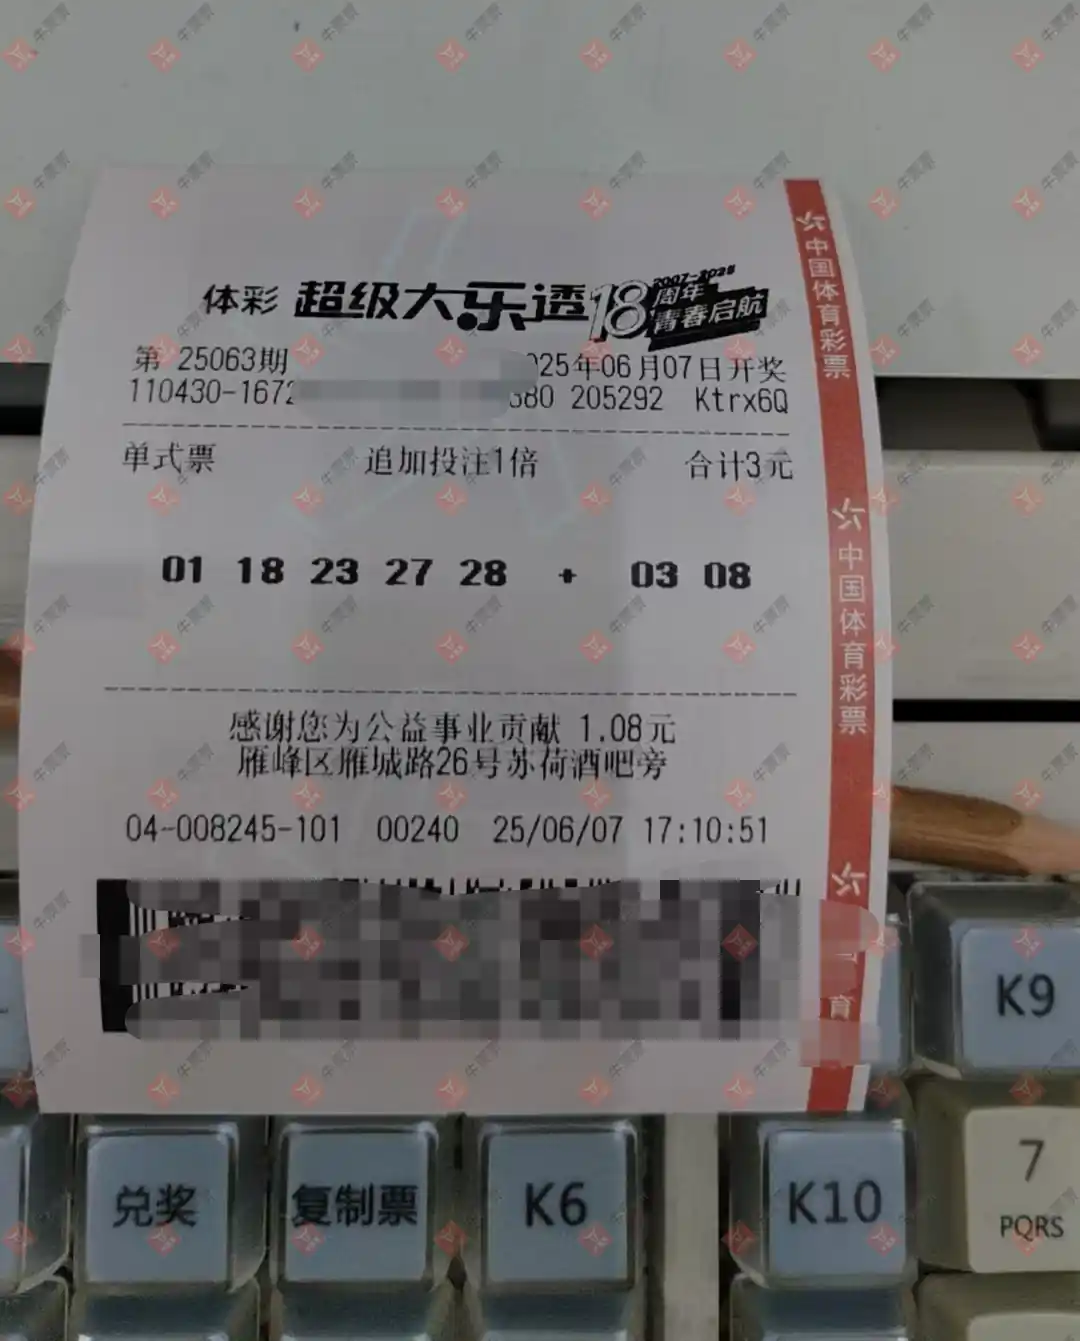 体彩 超级大乐透 18 2007-2025 周年 青春启航
第 25063期 025年06月07日开奖
110430-1672 580 205292 Ktrx6Q
单式票 追加投注1倍 合计3元
01 18 23 27 28 + 03 08
感谢您为公益事业贡献 1.08元
雁峰区雁城路26号苏荷酒吧旁
04-008245-101 00240 25/06/07 17:10:51
中国体育彩票
中国体育彩票
育
K9
兑奖
复制票
K6
K10
7
PQRS
牛票票